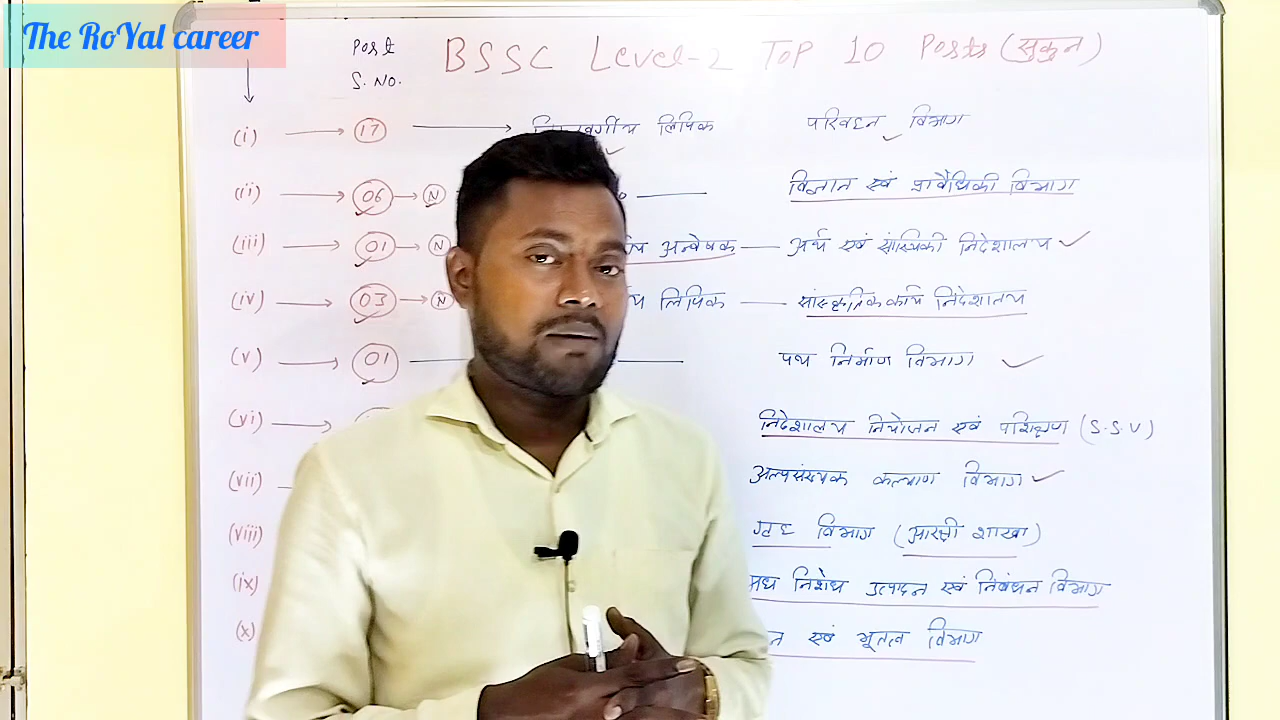 The RoYal career
Post BSSC Level-2 ToP 10 Posts (सुकुन)
S. No.
(i) 17 लिपिक परिवहन विभाग
(ii) 06 N विज्ञान एवं प्रावैधिकी विभाग
(iii) 01 N अन्वेषक अर्थ एवं सांख्यिकी निदेशालय
(iv) 03 N लिपिक सांस्कृतिक कार्य निदेशालय
(v) 01 पथ निर्माण विभाग
(vi) निदेशालय नियोजन एवं प्रशिक्षण (S.S.V)
(vii) अल्पसंख्यक कल्याण विभाग
(viii) गृह विभाग (आरक्षी शाखा)
(ix) मध निशेध उत्पादन एवं निबंधन विभाग
(x) एवं भूतत्व विभाग